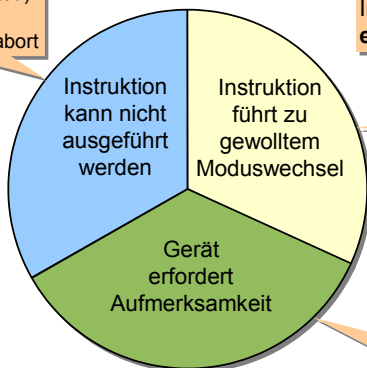 abort
Instruktion
kann nicht
ausgeführt
werden
Instruktion
führt zu
gewolltem
Moduswechsel
Gerät
erfordert
Aufmerksamkeit